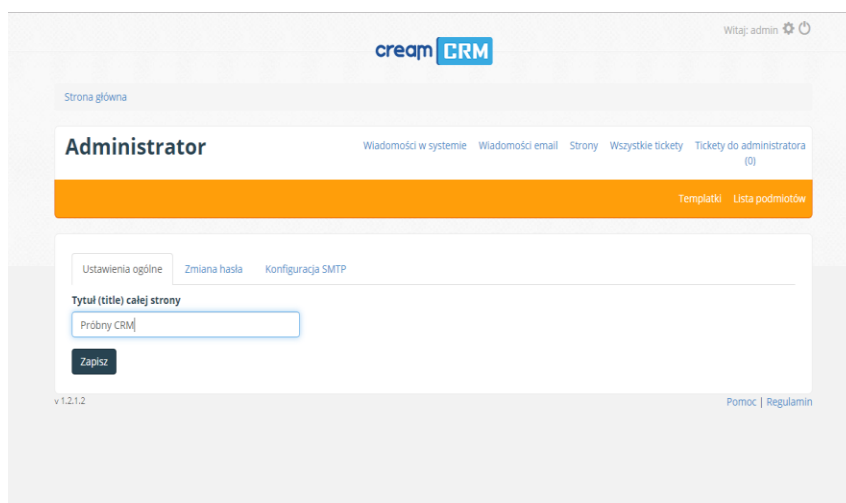 Witaj: admin
cream CRM
Strona główna
Administrator
Wiadomości w systemie Wiadomości email Strony Wszystkie tickety Tickety do administratora
(0)
Templatki Lista podmiotów
Ustawienia ogólne Zmiana hasła Konfiguracja SMTP
Tytuł (title) całej strony
Próbny CRM
Zapisz
v 1.2.1.2 Pomoc | Regulamin